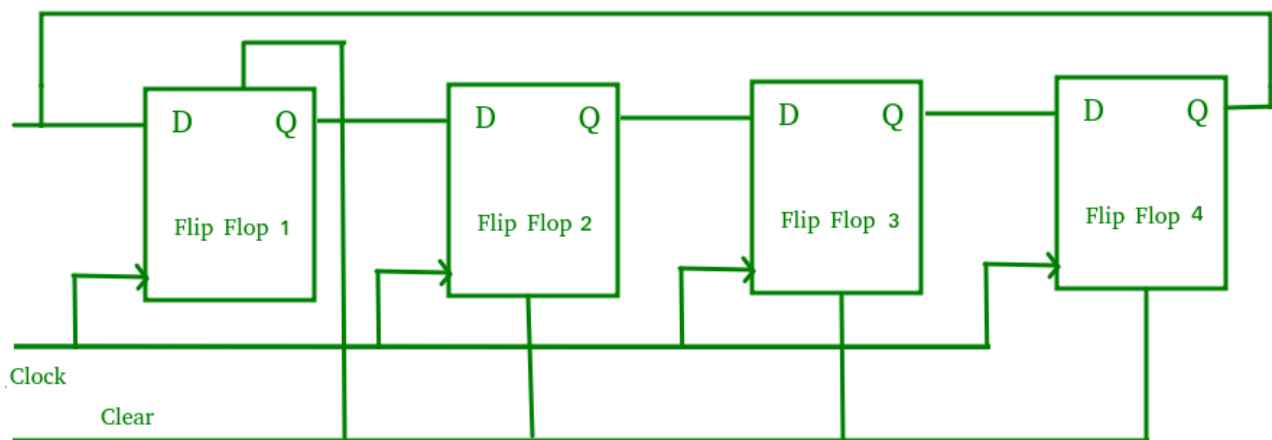 D Q D Q D Q D Q
Flip Flop 1 Flip Flop 2 Flip Flop 3 Flip Flop 4
Clock
Clear